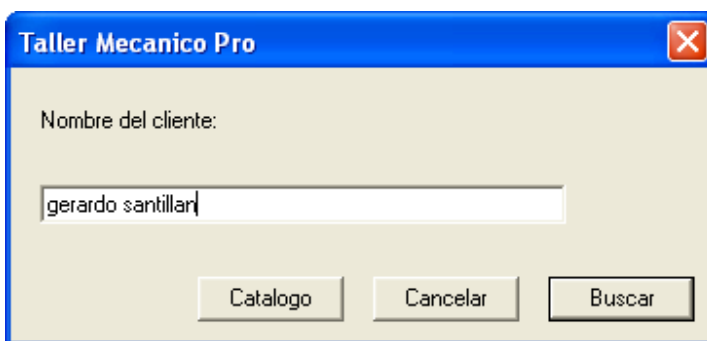 Taller Mecanico Pro
Nombre del cliente:
gerardo santillan
Catalogo Cancelar Buscar